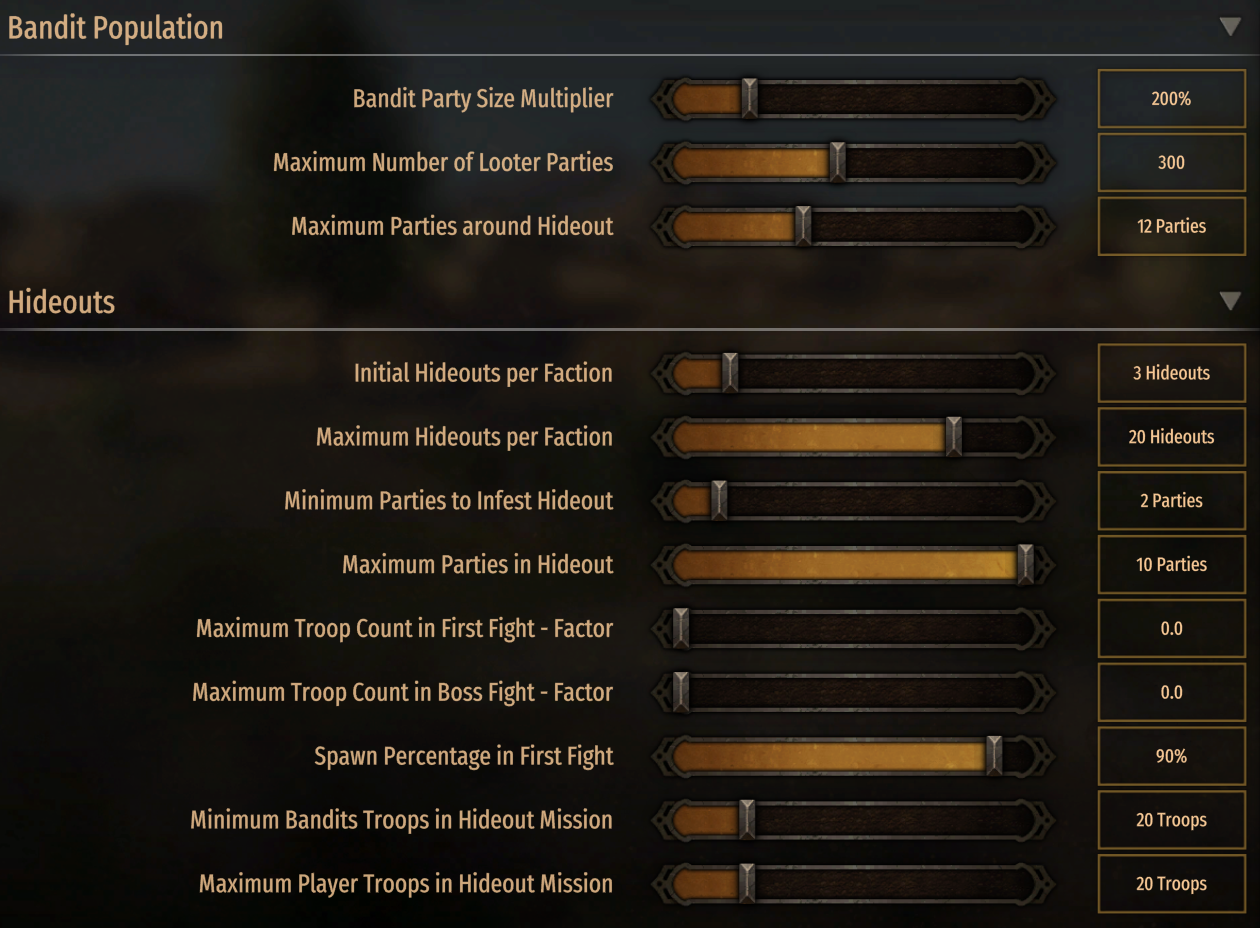 Bandit Population
Bandit Party Size Multiplier 200%
Maximum Number of Looter Parties 300
Maximum Parties around Hideout 12 Parties
Hideouts
Initial Hideouts per Faction 3 Hideouts
Maximum Hideouts per Faction 20 Hideouts
Minimum Parties to Infest Hideout 2 Parties
Maximum Parties in Hideout 10 Parties
Maximum Troop Count in First Fight - Factor 0.0
Maximum Troop Count in Boss Fight - Factor 0.0
Spawn Percentage in First Fight 90%
Minimum Bandits Troops in Hideout Mission 20 Troops
Maximum Player Troops in Hideout Mission 20 Troops